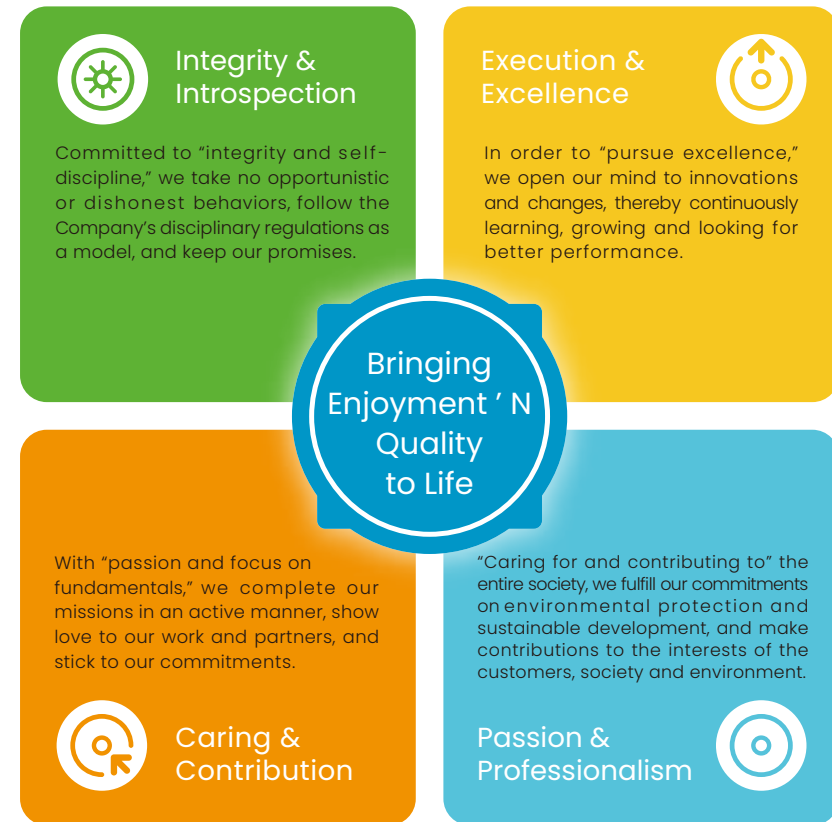 Integrity &
Introspection
Committed to “integrity and self-
discipline,” we take no opportunistic
or dishonest behaviors, follow the
Company’s disciplinary regulations as
a model, and keep our promises.
Execution &
Excellence
In order to “pursue excellence,”
we open our mind to innovations
and changes, thereby continuously
learning, growing and looking for
better performance.
Bringing
Enjoyment ’ N
Quality
to Life
With “passion and focus on
fundamentals,” we complete our
missions in an active manner, show
love to our work and partners, and
stick to our commitments.
Caring &
Contribution
“Caring for and contributing to” the
entire society, we fulfill our commitments
on environmental protection and
sustainable development, and make
contributions to the interests of the
customers, society and environment.
Passion &
Professionalism